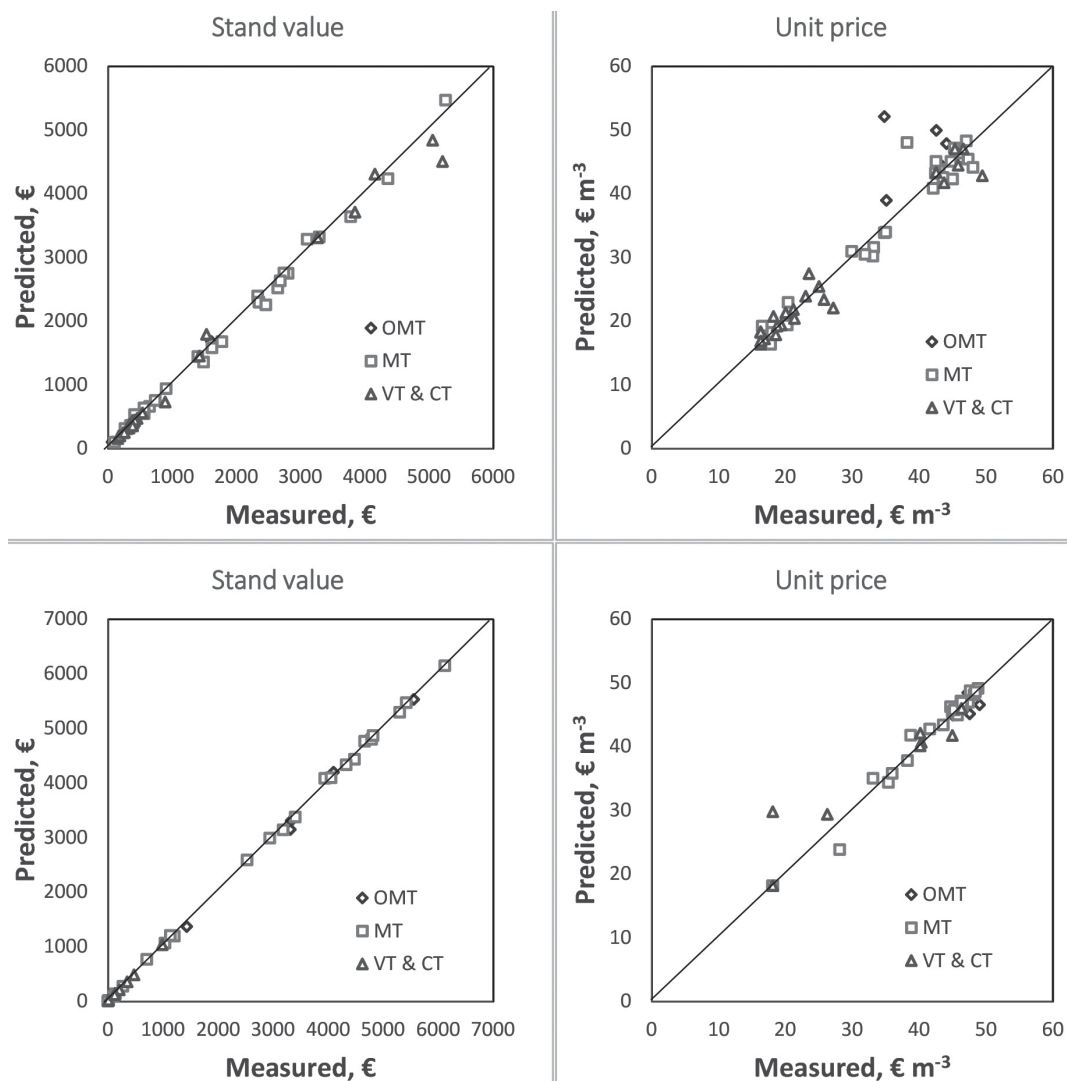 Stand value
6000
5000
4000
3000
2000
1000
0
Predicted, €
OMT
MT
VT & CT
0 1000 2000 3000 4000 5000 6000
Measured, €
Unit price
60
50
40
30
20
10
0
Predicted, € m-3
OMT
MT
VT & CT
0 10 20 30 40 50 60
Measured, € m-3
Stand value
7000
6000
5000
4000
3000
2000
1000
0
Predicted, €
OMT
MT
VT & CT
0 1000 2000 3000 4000 5000 6000 7000
Measured, €
Unit price
60
50
40
30
20
10
0
Predicted, € m-3
OMT
MT
VT & CT
0 10 20 30 40 50 60
Measured, € m-3